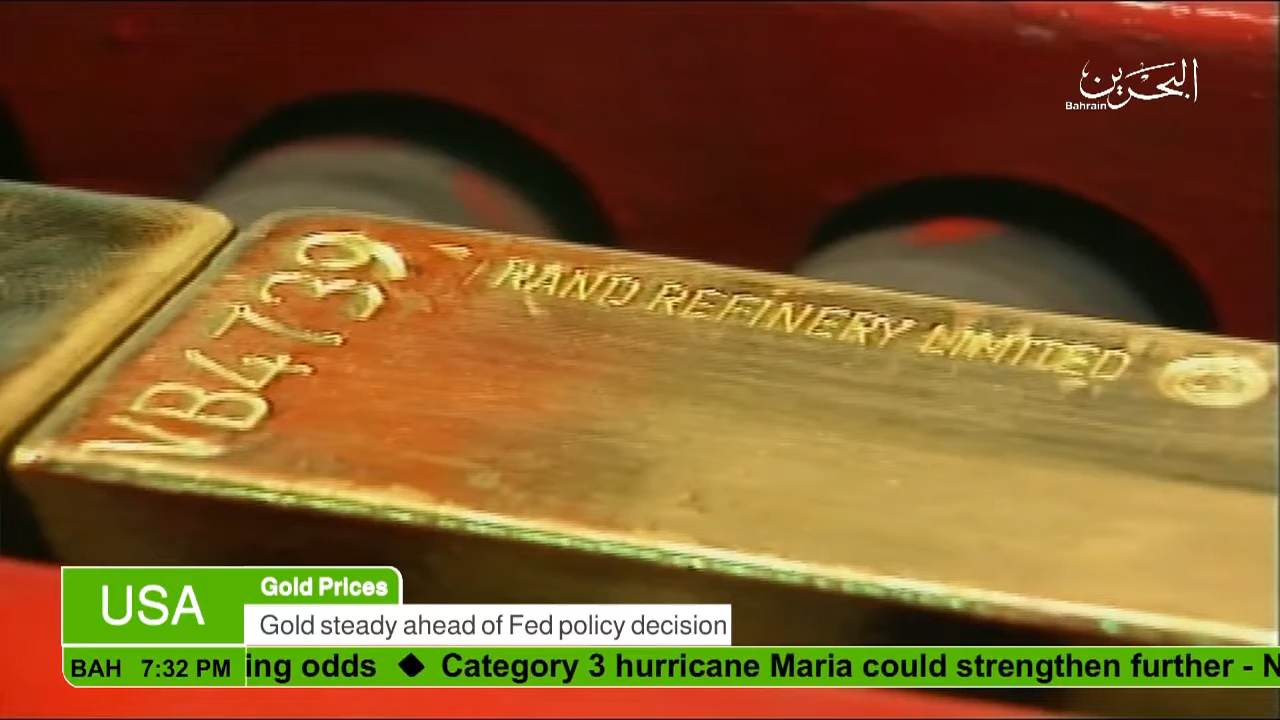 البحرين
Bahrain
RAND REFINERY LIMITED
USA
Gold Prices
Gold steady ahead of Fed policy decision
BAH 7:32 PM
ing odds ◆ Category 3 hurricane Maria could strengthen further - N